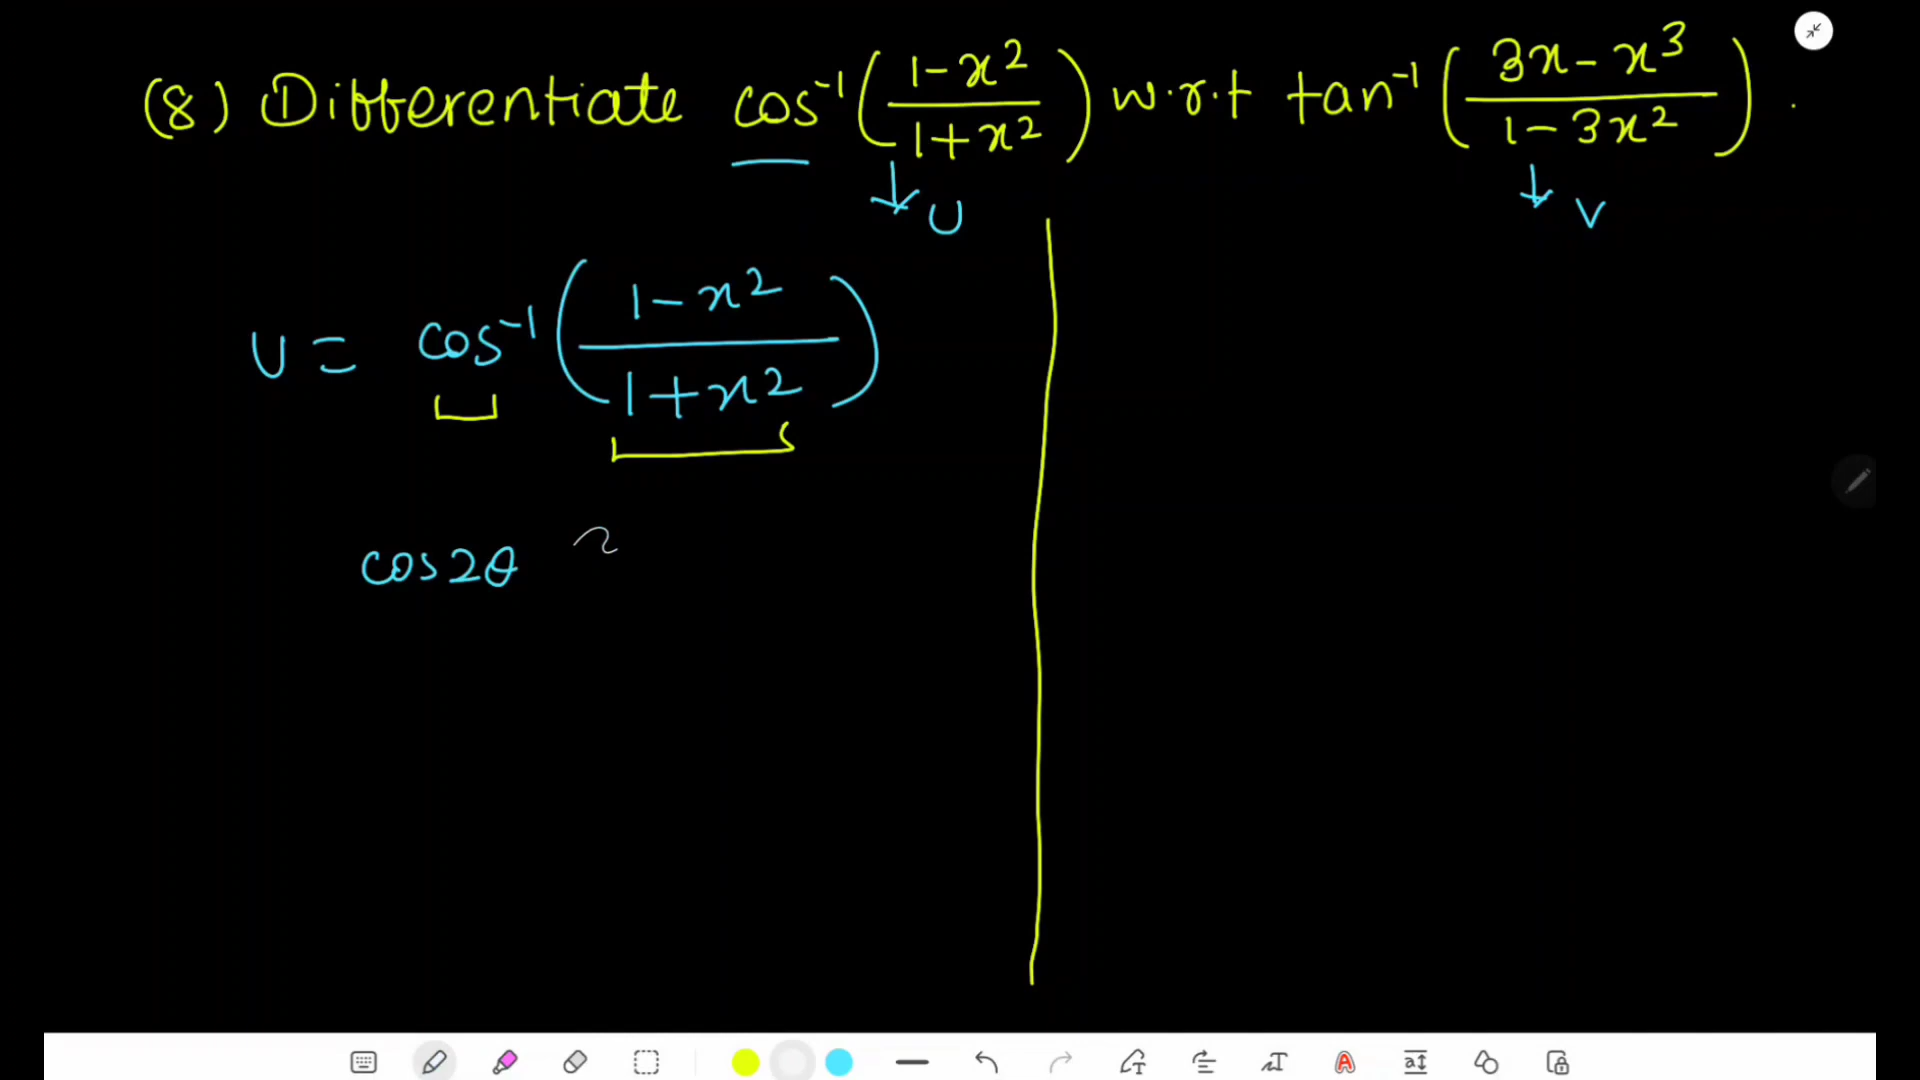 (8) Differentiate cos⁻¹((1-x²)/(1+x²)) w.r.t tan⁻¹((3x-x³)/(1-3x²)).
↓ U ↓ V
U = cos⁻¹((1-x²)/(1+x²))
cos2θ